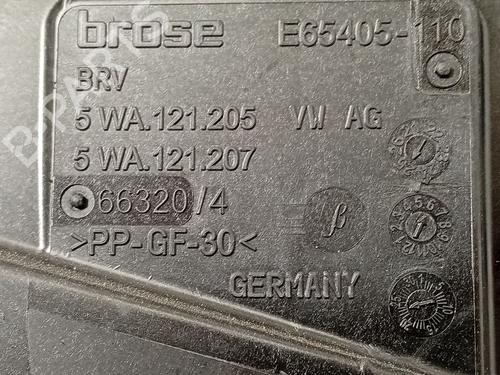 brose E65405-110
BRV
5 WA.121.205 VW AG
5 WA.121.207
66320/4
β
>PP-GF-30<
GERMANY
B-PARTS